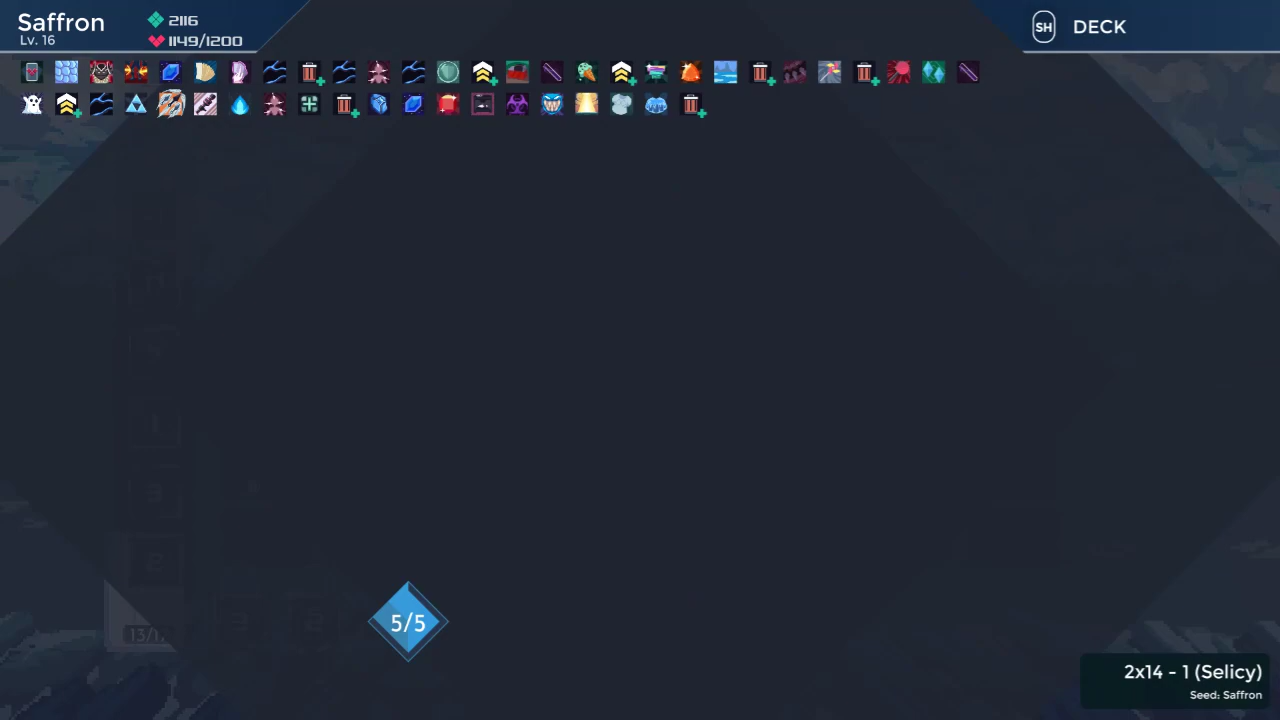 Saffron
Lv. 16
2116
1149/1200
SH
DECK
5/5
2x14 - 1 (Selicy)
Seed: Saffron